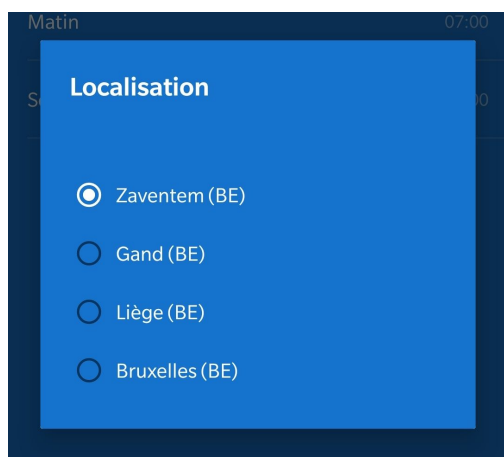 Matin 07:00
Localisation
Zaventem (BE)
Gand (BE)
Liège (BE)
Bruxelles (BE)